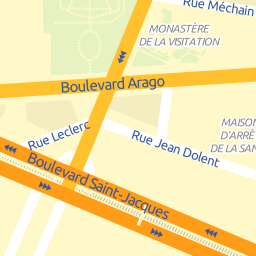 Rue Méchain
MONASTÈRE
DE LA VISITATION
Boulevard Arago
Rue Leclerc
Rue Jean Dolent
MAISON
D'ARRÊ
DE LA SAN
Boulevard Saint-Jacques